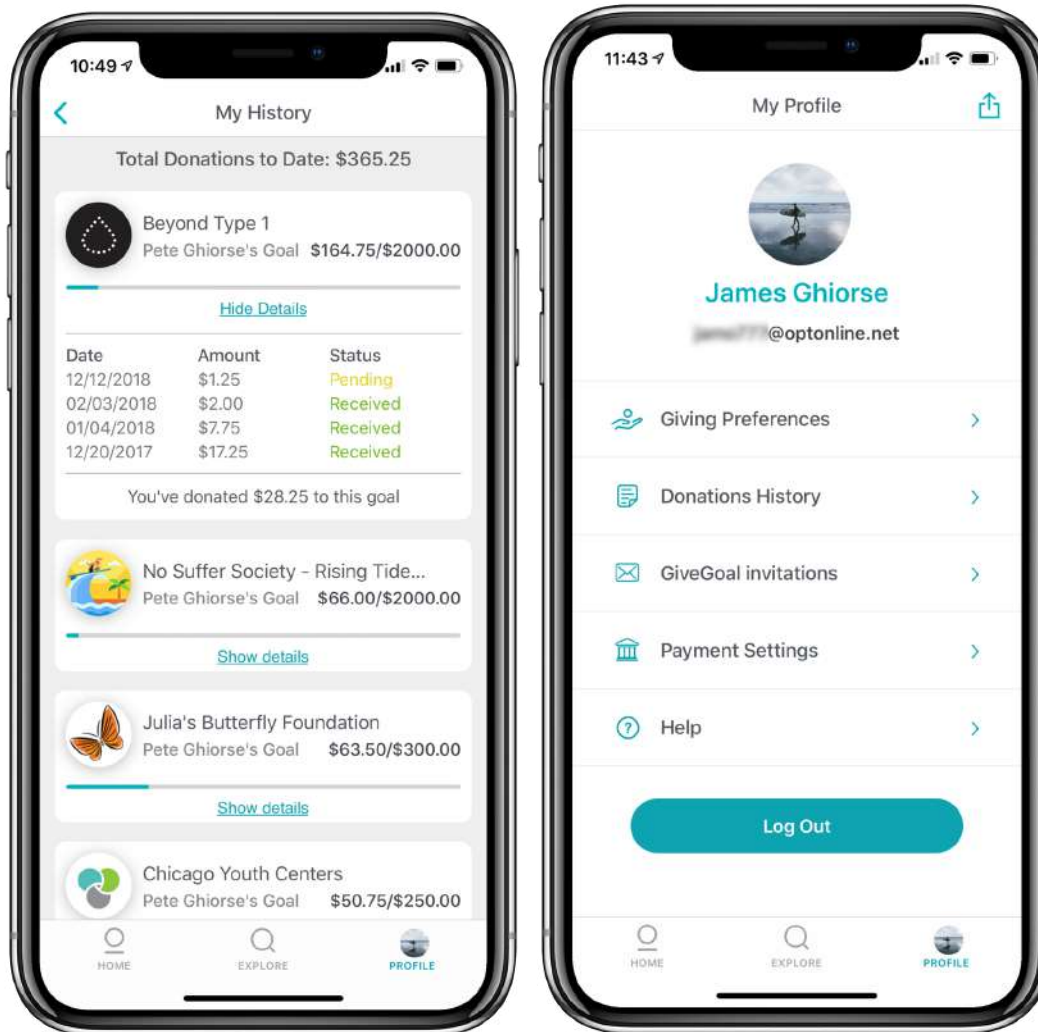 10:49
My History
Total Donations to Date: $365.25
Beyond Type 1
Pete Ghiorse's Goal $164.75/$2000.00
Hide Details
Date Amount Status
12/12/2018 $1.25 Pending
02/03/2018 $2.00 Received
01/04/2018 $7.75 Received
12/20/2017 $17.25 Received
You've donated $28.25 to this goal
No Suffer Society - Rising Tide...
Pete Ghiorse's Goal $66.00/$2000.00
Show details
Julia's Butterfly Foundation
Pete Ghiorse's Goal $63.50/$300.00
Show details
Chicago Youth Centers
Pete Ghiorse's Goal $50.75/$250.00
HOME EXPLORE PROFILE
11:43
My Profile
James Ghiorse
@optonline.net
Giving Preferences
Donations History
GiveGoal invitations
Payment Settings
Help
Log Out
HOME EXPLORE PROFILE